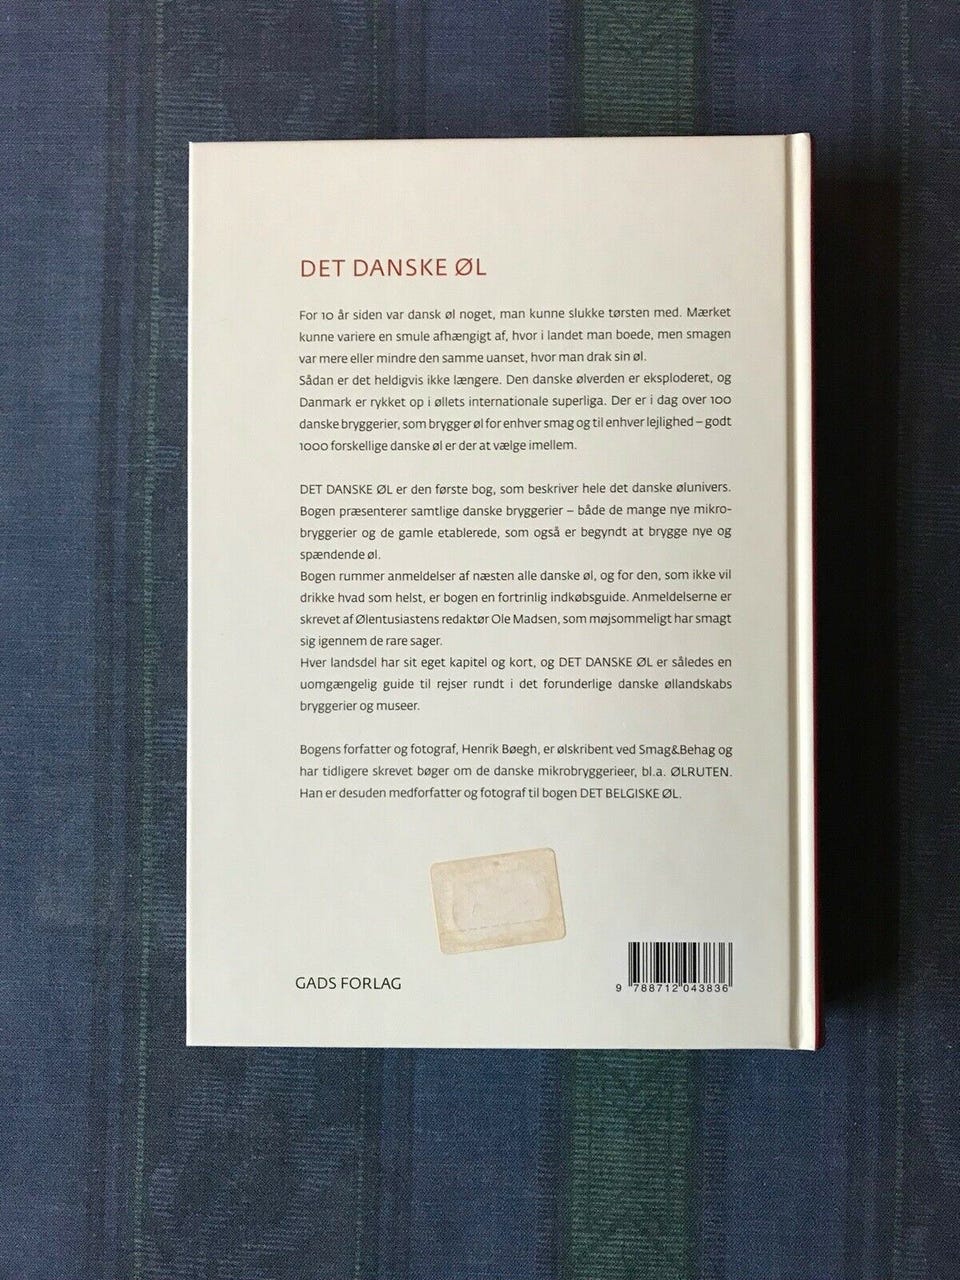 DET DANSKE ØL
For 10 år siden var dansk øl noget, man kunne slukke tørsten med. Mærket
kunne variere en smule afhængigt af, hvor i landet man boede, men smagen
var mere eller mindre den samme uanset, hvor man drak sin øl.
Sådan er det heldigvis ikke længere. Den danske ølverden er eksploderet, og
Danmark er rykket op i øllets internationale superliga. Der er i dag over 100
danske bryggerier, som brygger øl for enhver smag og til enhver lejlighed – godt
1000 forskellige danske øl er der at vælge imellem.
DET DANSKE ØL er den første bog, som beskriver hele det danske ølunivers.
Bogen præsenterer samtlige danske bryggerier – både de mange nye mikro-
bryggerier og de gamle etablerede, som også er begyndt at brygge nye og
spændende øl.
Bogen rummer anmeldelser af næsten alle danske øl, og for den, som ikke vil
drikke hvad som helst, er bogen en fortrinlig indkøbsguide. Anmeldelserne er
skrevet af Ølentusiastens redaktør Ole Madsen, som møjsommeligt har smagt
sig igennem de rare sager.
Hver landsdel har sit eget kapitel og kort, og DET DANSKE ØL er således en
uomgængelig guide til rejser rundt i det forunderlige danske øllandskabs
bryggerier og museer.
Bogens forfatter og fotograf, Henrik Bøegh, er ølskribent ved Smag&Behag og
har tidligere skrevet bøger om de danske mikrobryggerieer, bl.a. ØLRUTEN.
Han er desuden medforfatter og fotograf til bogen DET BELGISKE ØL.
GADS FORLAG
9 788712 043836